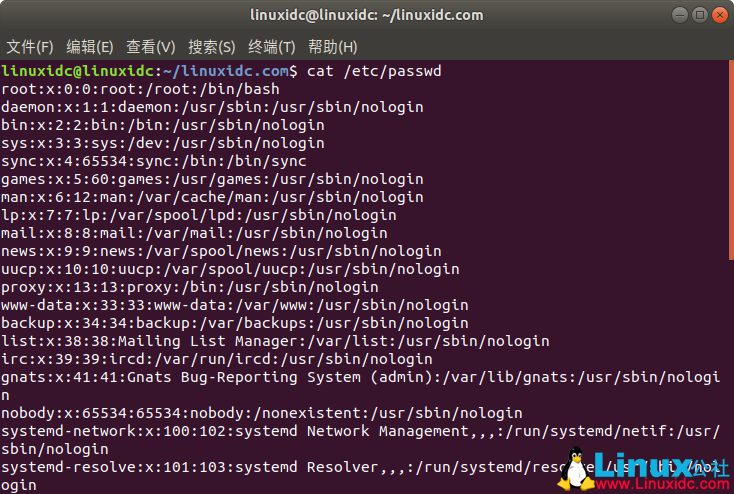 linuxidc@linuxidc: ~/linuxidc.com
文件(F) 编辑(E) 查看(V) 搜索(S) 终端(T) 帮助(H)
linuxidc@linuxidc:~/linuxidc.com$ cat /etc/passwd
root:x:0:0:root:/root:/bin/bash
daemon:x:1:1:daemon:/usr/sbin:/usr/sbin/nologin
bin:x:2:2:bin:/bin:/usr/sbin/nologin
sys:x:3:3:sys:/dev:/usr/sbin/nologin
sync:x:4:65534:sync:/bin:/bin/sync
games:x:5:60:games:/usr/games:/usr/sbin/nologin
man:x:6:12:man:/var/cache/man:/usr/sbin/nologin
lp:x:7:7:lp:/var/spool/lpd:/usr/sbin/nologin
mail:x:8:8:mail:/var/mail:/usr/sbin/nologin
news:x:9:9:news:/var/spool/news:/usr/sbin/nologin
uucp:x:10:10:uucp:/var/spool/uucp:/usr/sbin/nologin
proxy:x:13:13:proxy:/bin:/usr/sbin/nologin
www-data:x:33:33:www-data:/var/www:/usr/sbin/nologin
backup:x:34:34:backup:/var/backups:/usr/sbin/nologin
list:x:38:38:Mailing List Manager:/var/list:/usr/sbin/nologin
irc:x:39:39:ircd:/var/run/ircd:/usr/sbin/nologin
gnats:x:41:41:Gnats Bug-Reporting System (admin):/var/lib/gnats:/usr/sbin/nologi
n
nobody:x:65534:65534:nobody:/nonexistent:/usr/sbin/nologin
systemd-network:x:100:102:systemd Network Management,,,:/run/systemd/netif:/usr/
sbin/nologin
systemd-resolve:x:101:103:systemd Resolver,,,:/run/systemd/resolve:/usr/sbin/nol
ogin
Linux公社
www.Linuxidc.com